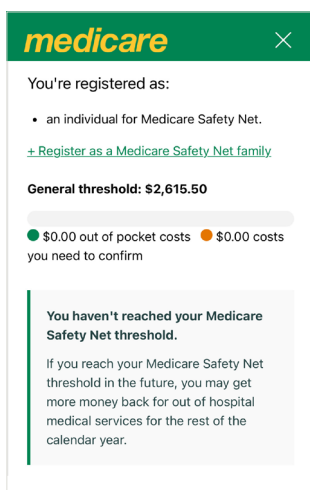 medicare
You're registered as:
• an individual for Medicare Safety Net.
+ Register as a Medicare Safety Net family
General threshold: $2,615.50
$0.00 out of pocket costs $0.00 costs
you need to confirm
You haven't reached your Medicare
Safety Net threshold.
If you reach your Medicare Safety Net
threshold in the future, you may get
more money back for out of hospital
medical services for the rest of the
calendar year.